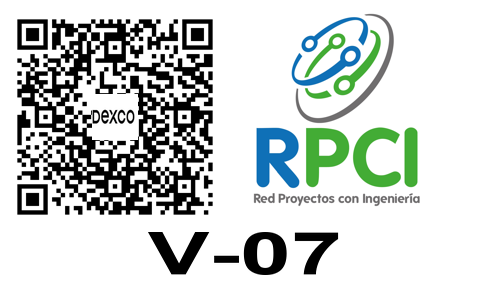 Dexco
RPCI
Red Proyectos con Ingeniería
V-07